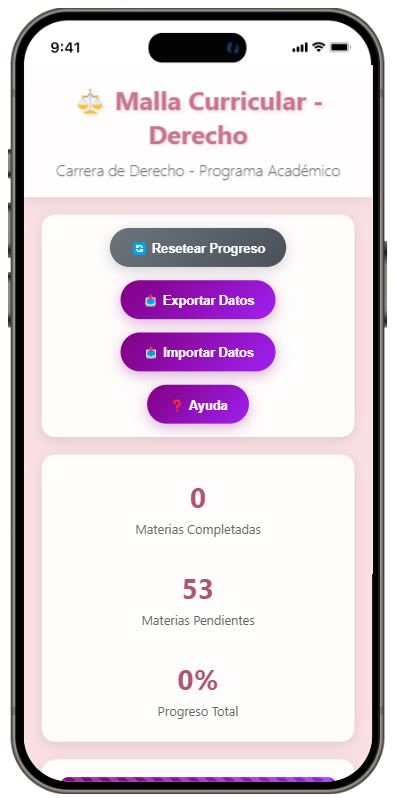 9:41
Malla Curricular -
Derecho
Carrera de Derecho - Programa Académico
Resetear Progreso
Exportar Datos
Importar Datos
Ayuda
0
Materias Completadas
53
Materias Pendientes
0%
Progreso Total